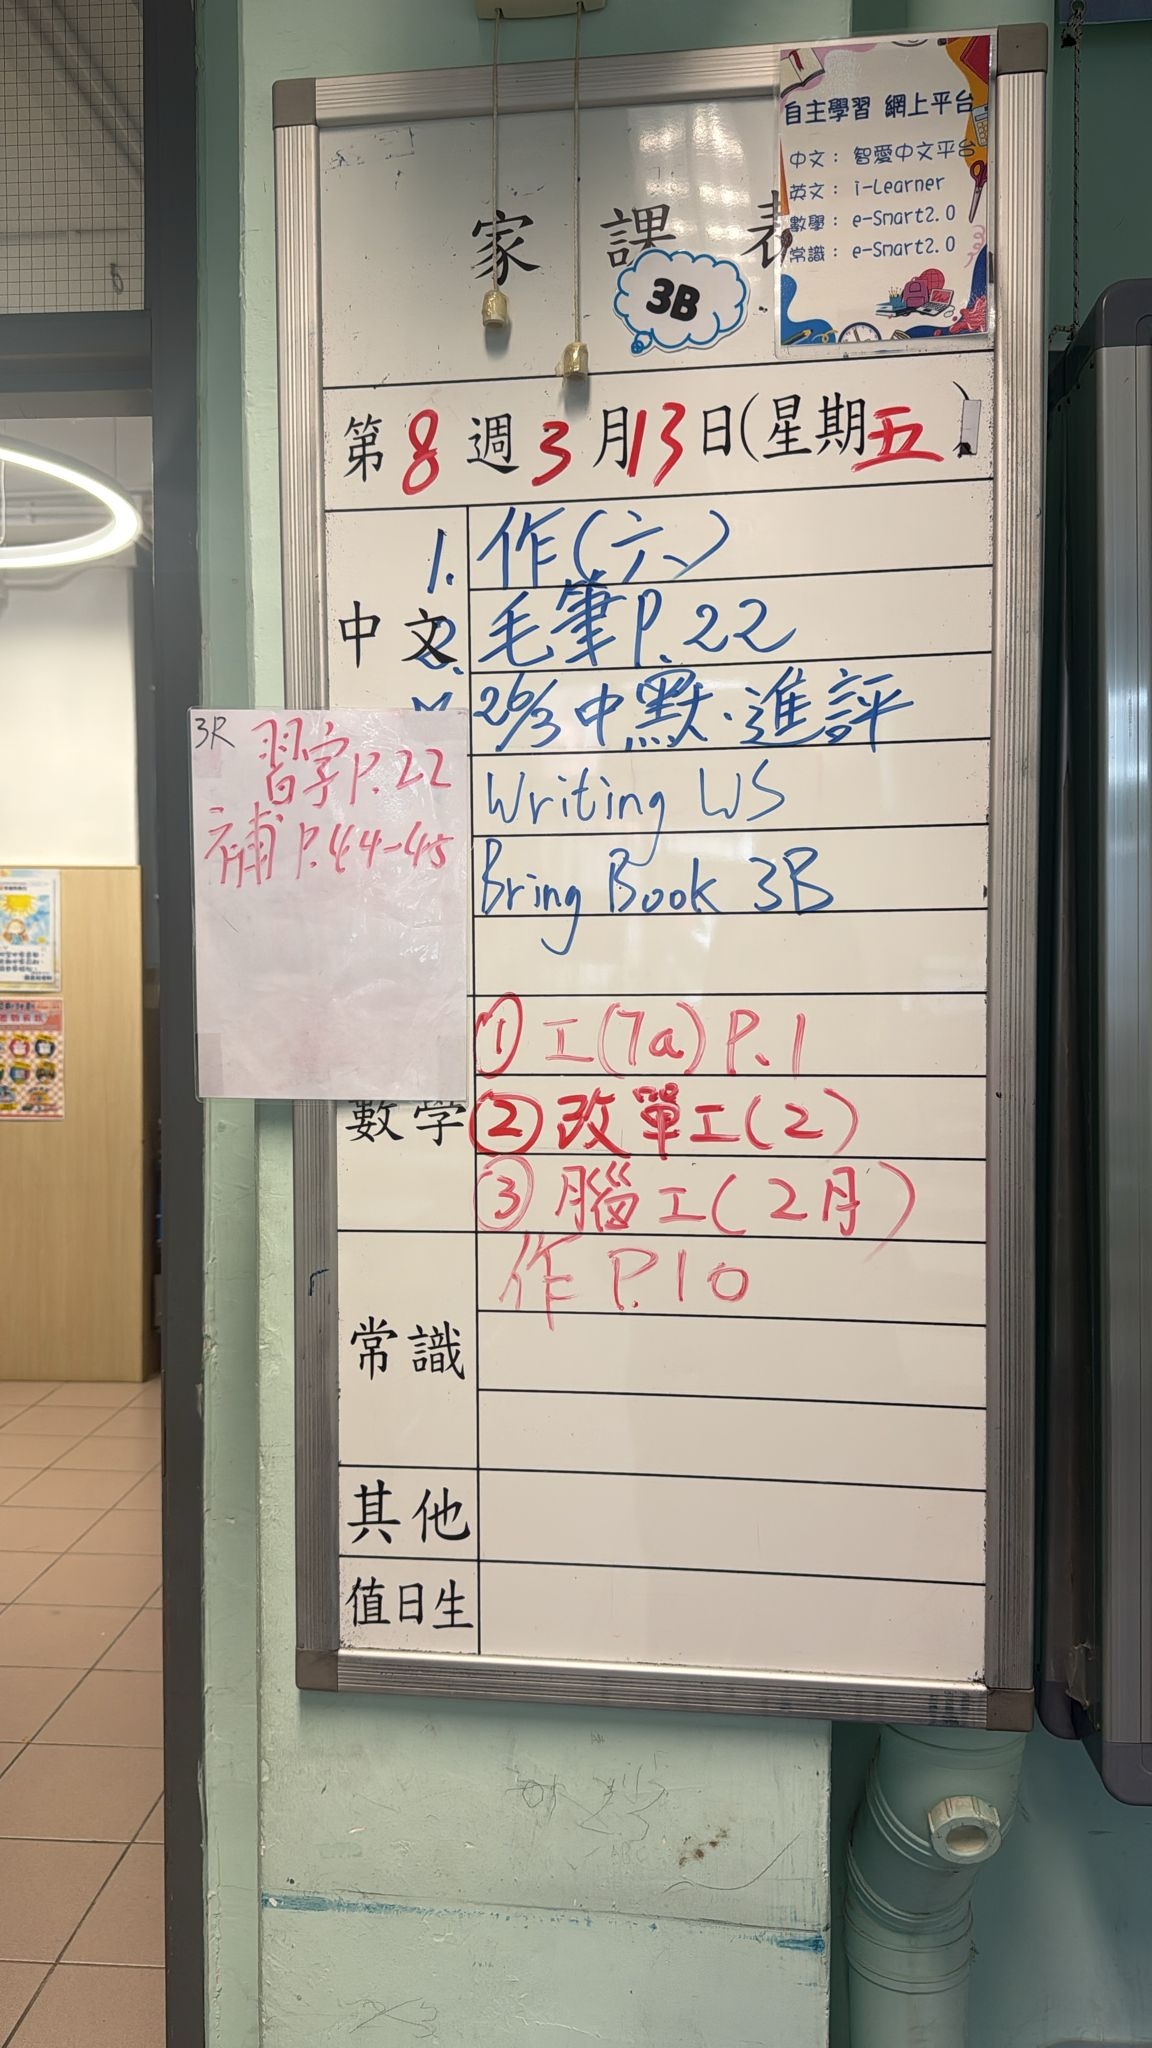 自主學習 網上平台
中文： 智愛中文平台
英文： i-Learner
數學： e-Smart2.0
常識： e-Smart2.0
家 課 表
3B
第 8 週 3 月 13 日(星期五)
中文
1. 作(六)
2. 毛筆P.22
26/3 中默.進評
3R 習字P.22
補P.44-45
Writing WS
Bring Book 3B
數學
① 工(7a) P.1
② 改單工(2)
③ 腦工(2月)
常識
作 P.10
其他
值日生